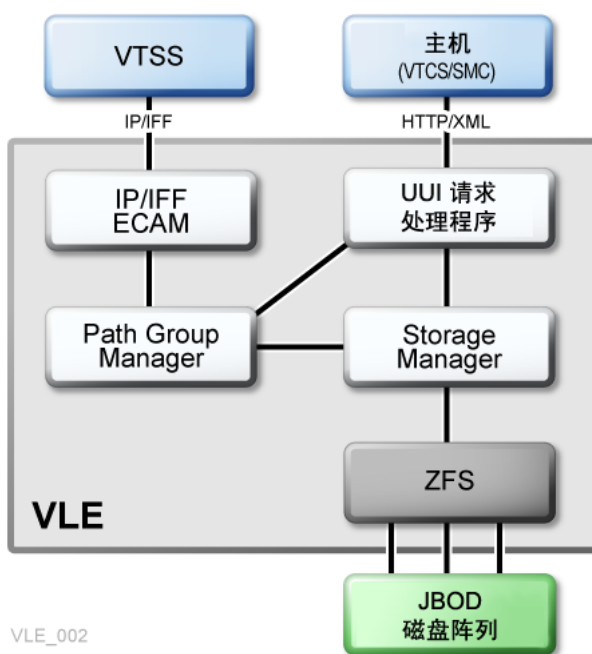 VTSS
主机
(VTCS/SMC)
IP/IFF
HTTP/XML
IP/IFF
ECAM
UUI 请求
处理程序
Path Group
Manager
Storage
Manager
ZFS
VLE
JBOD
磁盘阵列
VLE_002